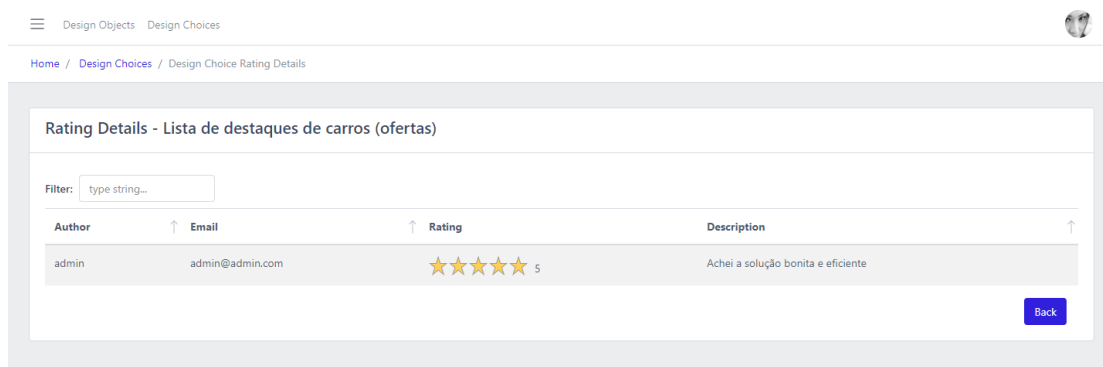 Design Objects Design Choices
Home / Design Choices / Design Choice Rating Details
Rating Details - Lista de destaques de carros (ofertas)
Filter: type string...
Author Email Rating Description
admin admin@admin.com 5 Achei a solução bonita e eficiente
Back